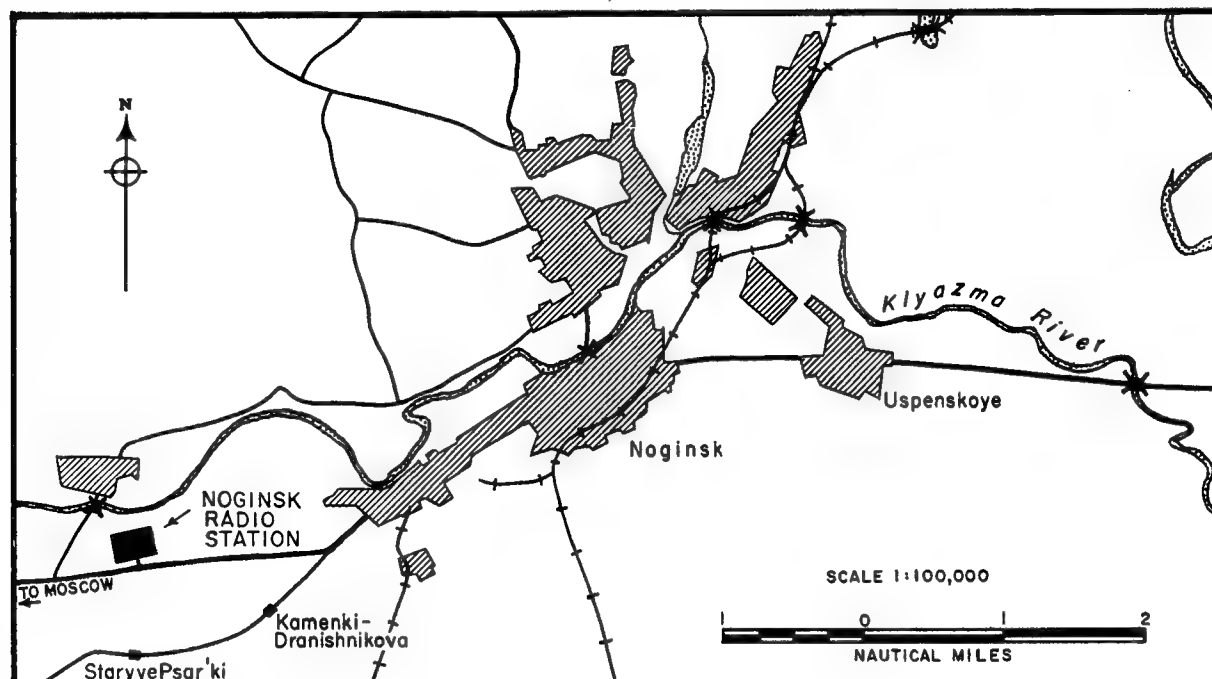 N
Klyazma River
Uspenskoye
Noginsk
NOGINSK
RADIO
STATION
SCALE 1:100,000
TO MOSCOW
1 0 1 2
NAUTICAL MILES
Kamenki-
Dranishnikova
StaryyePsar'ki